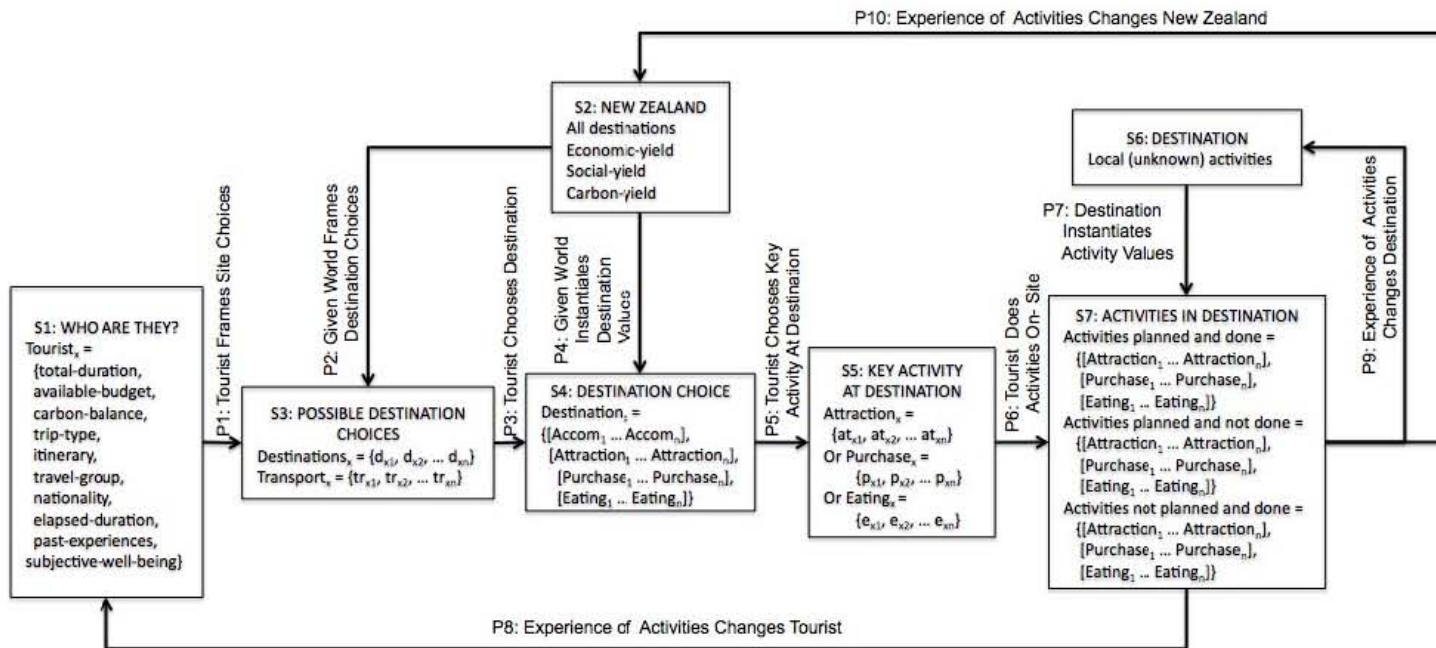 P10: Experience of Activities Changes New Zealand
S2: NEW ZEALAND
All destinations
Economic-yield
Social-yield
Carbon-yield
S6: DESTINATION
Local (unknown) activities
P1: Tourist Frames Site Choices
P2: Given World Frames
Destination Choices
P3: Tourist Chooses Destination
P4: Given World
Instantiates
Destination
Values
P5: Tourist Chooses Key
Activity At Destination
P6: Tourist Does
Activities On- Site
P7: Destination
Instantiates
Activity Values
P9: Experience of Activities
Changes Destination
S1: WHO ARE THEY?
Touristₓ =
{total-duration,
available-budget,
carbon-balance,
trip-type,
itinerary,
travel-group,
nationality,
elapsed-duration,
past-experiences,
subjective-well-being}
S3: POSSIBLE DESTINATION
CHOICES
Destinationsₓ = {dₓ₁, dₓ₂, ... dₓₙ}
Transportₓ = {trₓ₁, trₓ₂, ... trₓₙ}
S4: DESTINATION CHOICE
Destinationₓ =
{[Accom₁ ... Accomₙ],
[Attraction₁ ... Attractionₙ],
[Purchase₁ ... Purchaseₙ],
[Eating₁ ... Eatingₙ]}
S5: KEY ACTIVITY
AT DESTINATION
Attractionₓ =
{atₓ₁, atₓ₂, ... atₓₙ}
Or Purchaseₓ =
{pₓ₁, pₓ₂, ... pₓₙ}
Or Eatingₓ =
{eₓ₁, eₓ₂, ... eₓₙ}
S7: ACTIVITIES IN DESTINATION
Activities planned and done =
{[Attraction₁ ... Attractionₙ],
[Purchase₁ ... Purchaseₙ],
[Eating₁ ... Eatingₙ]}
Activities planned and not done =
{[Attraction₁ ... Attractionₙ],
[Purchase₁ ... Purchaseₙ],
[Eating₁ ... Eatingₙ]}
Activities not planned and done =
{[Attraction₁ ... Attractionₙ],
[Purchase₁ ... Purchaseₙ],
[Eating₁ ... Eatingₙ]}
P8: Experience of Activities Changes Tourist